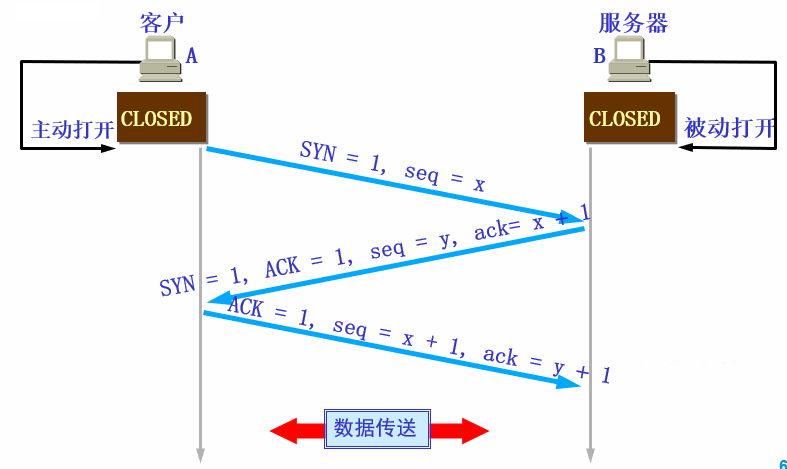 客户
服务器
A
B
CLOSED
CLOSED
主动打开
被动打开
SYN = 1, seq = x
SYN = 1, ACK = 1, seq = y, ack= x + 1
ACK = 1, seq = x + 1, ack = y + 1
数据传送
6